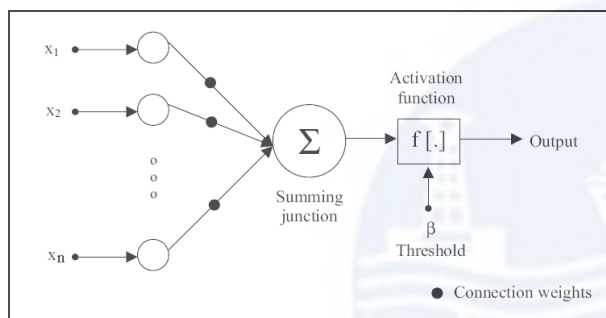 x1
x2
o
o
o
xn
Σ
Summing
junction
Activation
function
f [.]
Output
β
Threshold
Connection weights